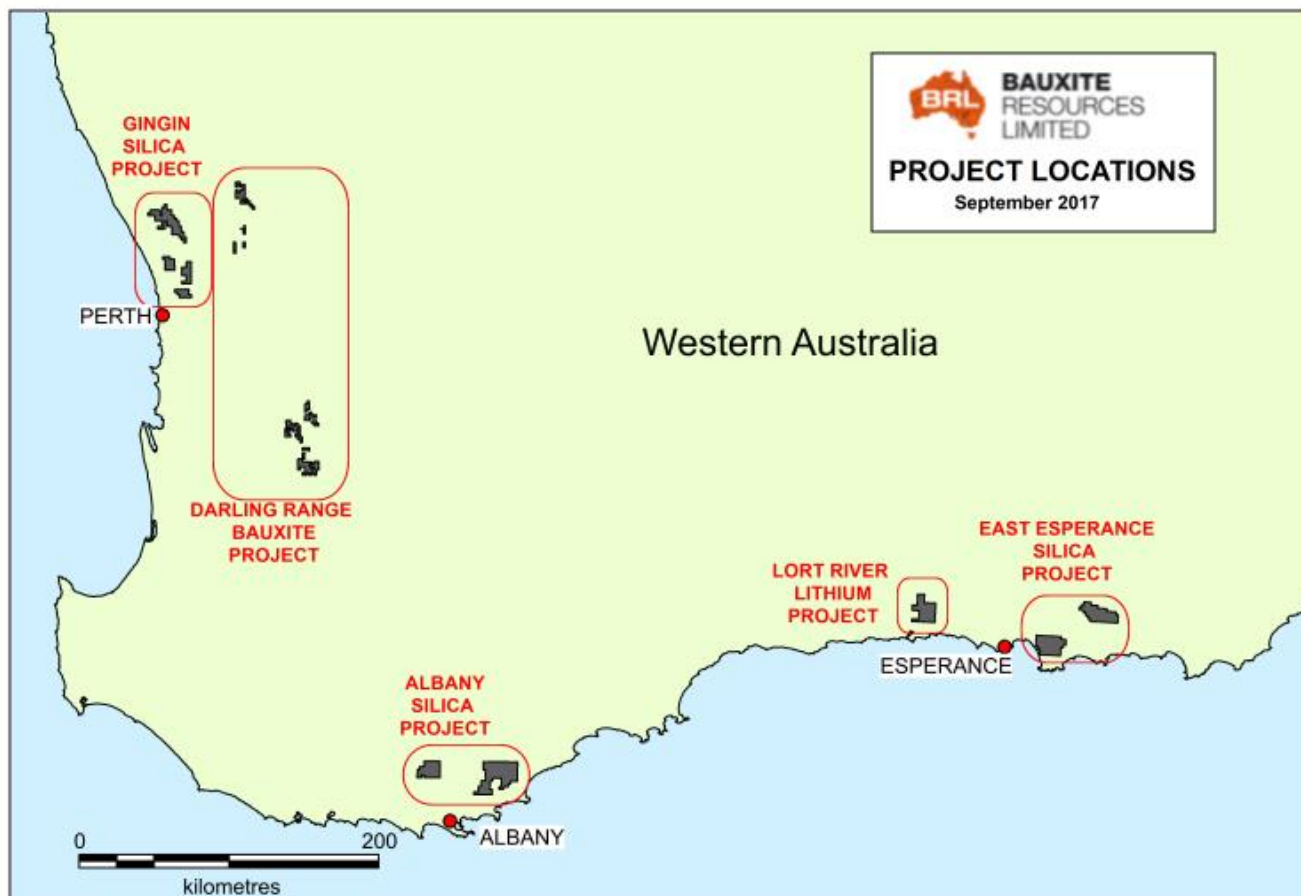 GINGIN
SILICA
PROJECT
BRL
BAUXITE
RESOURCES
LIMITED
PROJECT LOCATIONS
September 2017
PERTH
Western Australia
DARLING RANGE
BAUXITE
PROJECT
EAST ESPERANCE
SILICA
PROJECT
LORT RIVER
LITHIUM
PROJECT
ESPERANCE
ALBANY
SILICA
PROJECT
ALBANY
0
200
kilometres